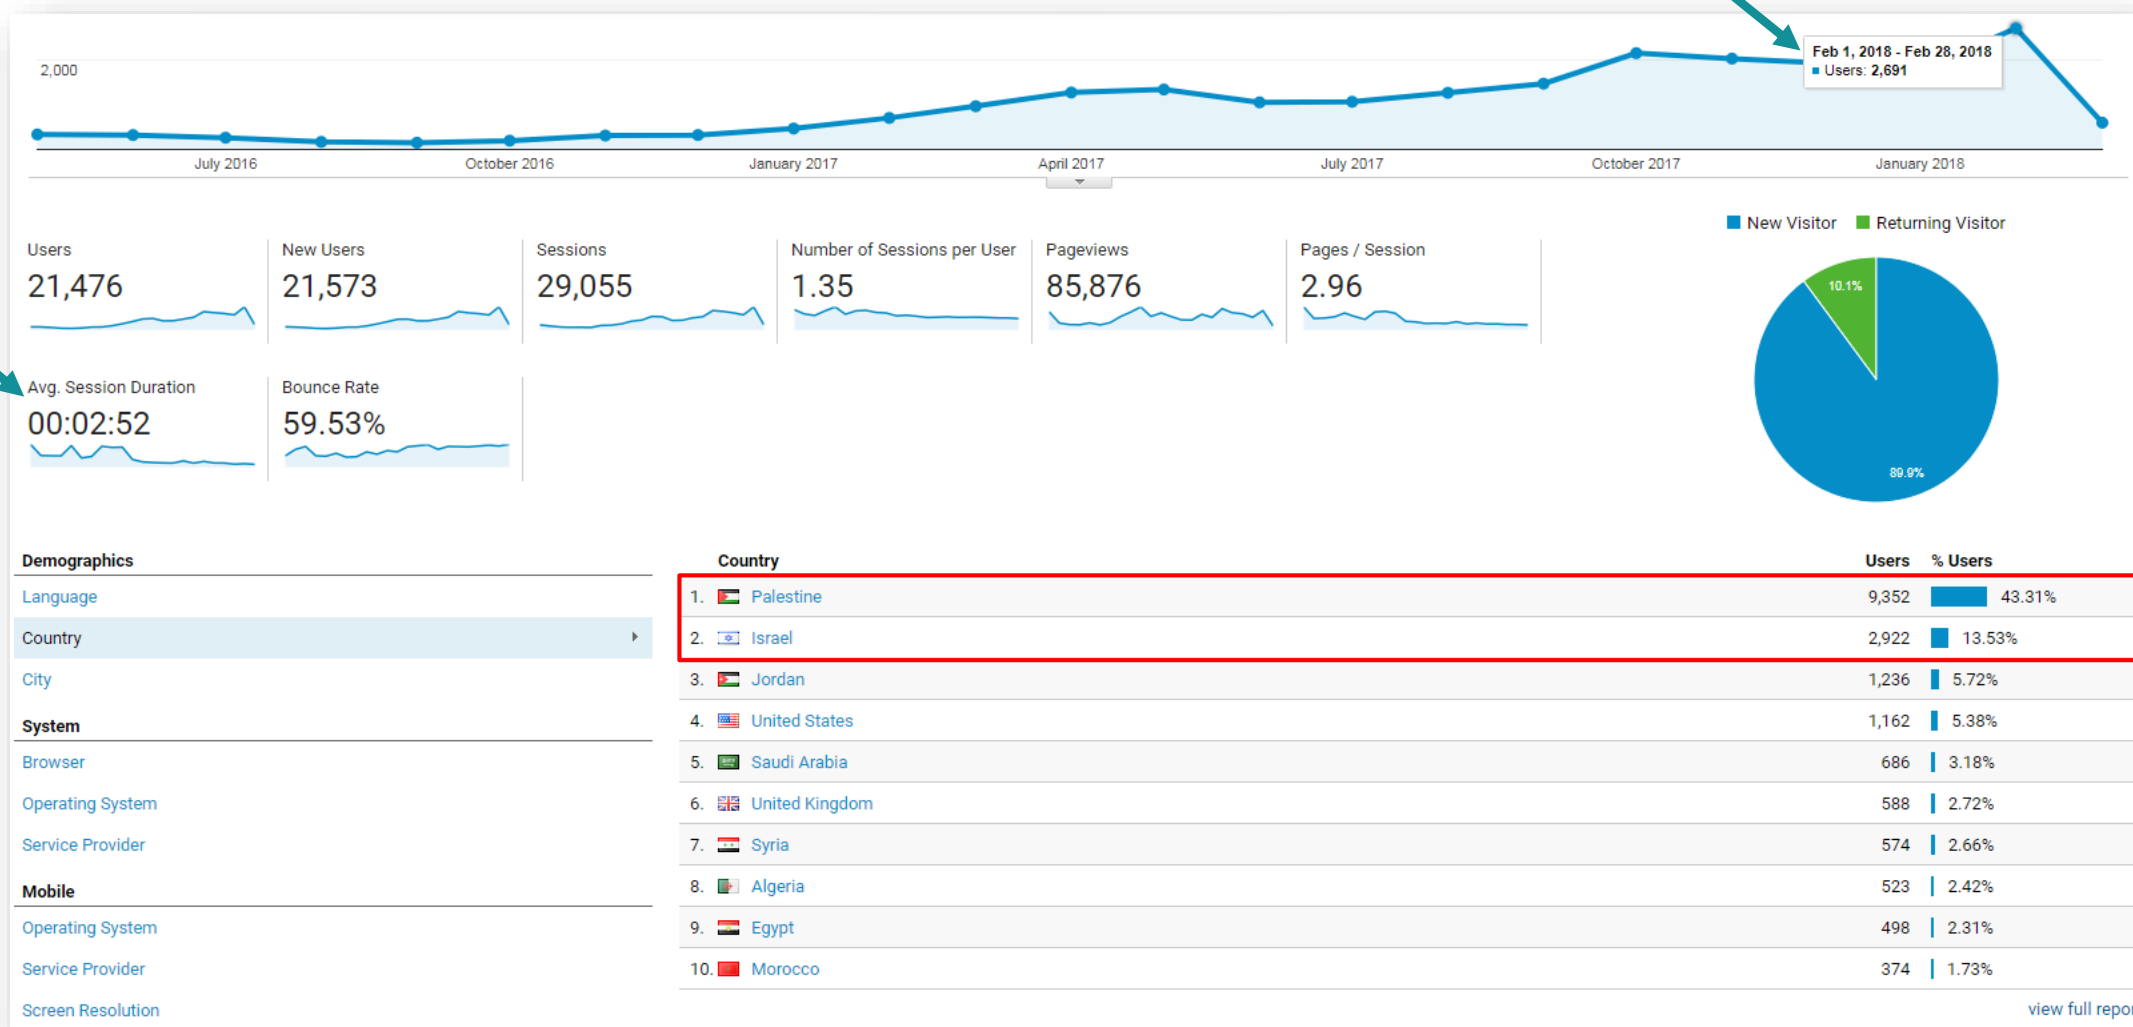 2,000
Feb 1, 2018 - Feb 28, 2018
Users: 2,691
July 2016 October 2016 January 2017 April 2017 July 2017 October 2017 January 2018
New Visitor Returning Visitor
Users New Users Sessions Number of Sessions per User Pageviews Pages / Session
21,476 21,573 29,055 1.35 85,876 2.96
10.1%
89.9%
Avg. Session Duration Bounce Rate
00:02:52 59.53%
Demographics
Language
Country
City
System
Browser
Operating System
Service Provider
Mobile
Operating System
Service Provider
Screen Resolution
Country Users % Users
1. Palestine 9,352 43.31%
2. Israel 2,922 13.53%
3. Jordan 1,236 5.72%
4. United States 1,162 5.38%
5. Saudi Arabia 686 3.18%
6. United Kingdom 588 2.72%
7. Syria 574 2.66%
8. Algeria 523 2.42%
9. Egypt 498 2.31%
10. Morocco 374 1.73%
view full repor